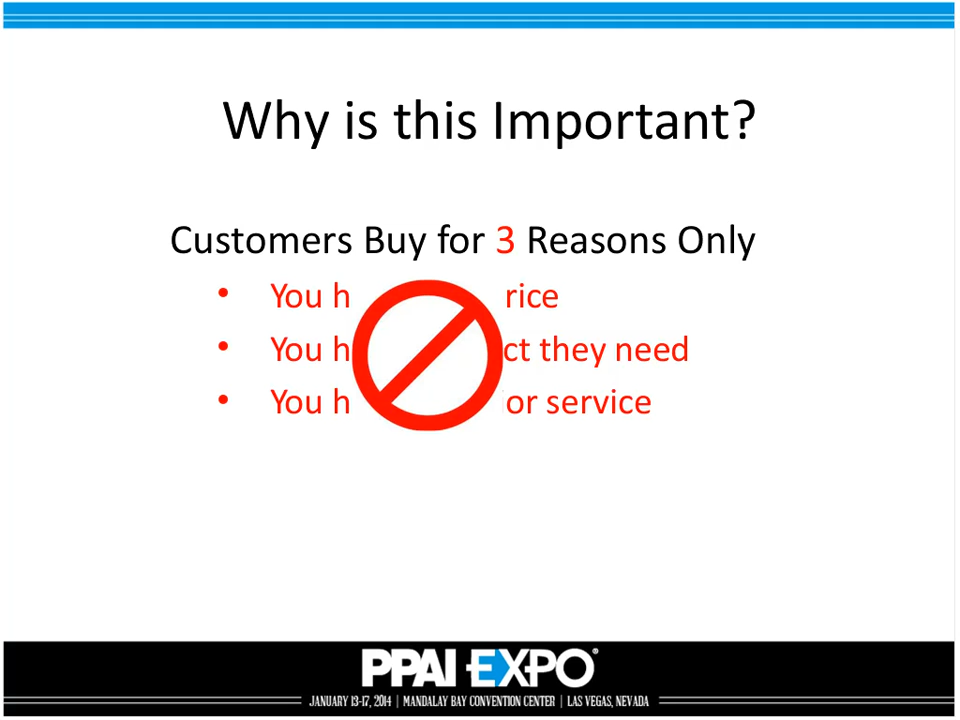 Why is this Important?
Customers Buy for 3 Reasons Only
• You h rice
• You h ct they need
• You h or service
PPAI EXPO®
JANUARY 13-17, 2014 | MANDALAY BAY CONVENTION CENTER | LAS VEGAS, NEVADA